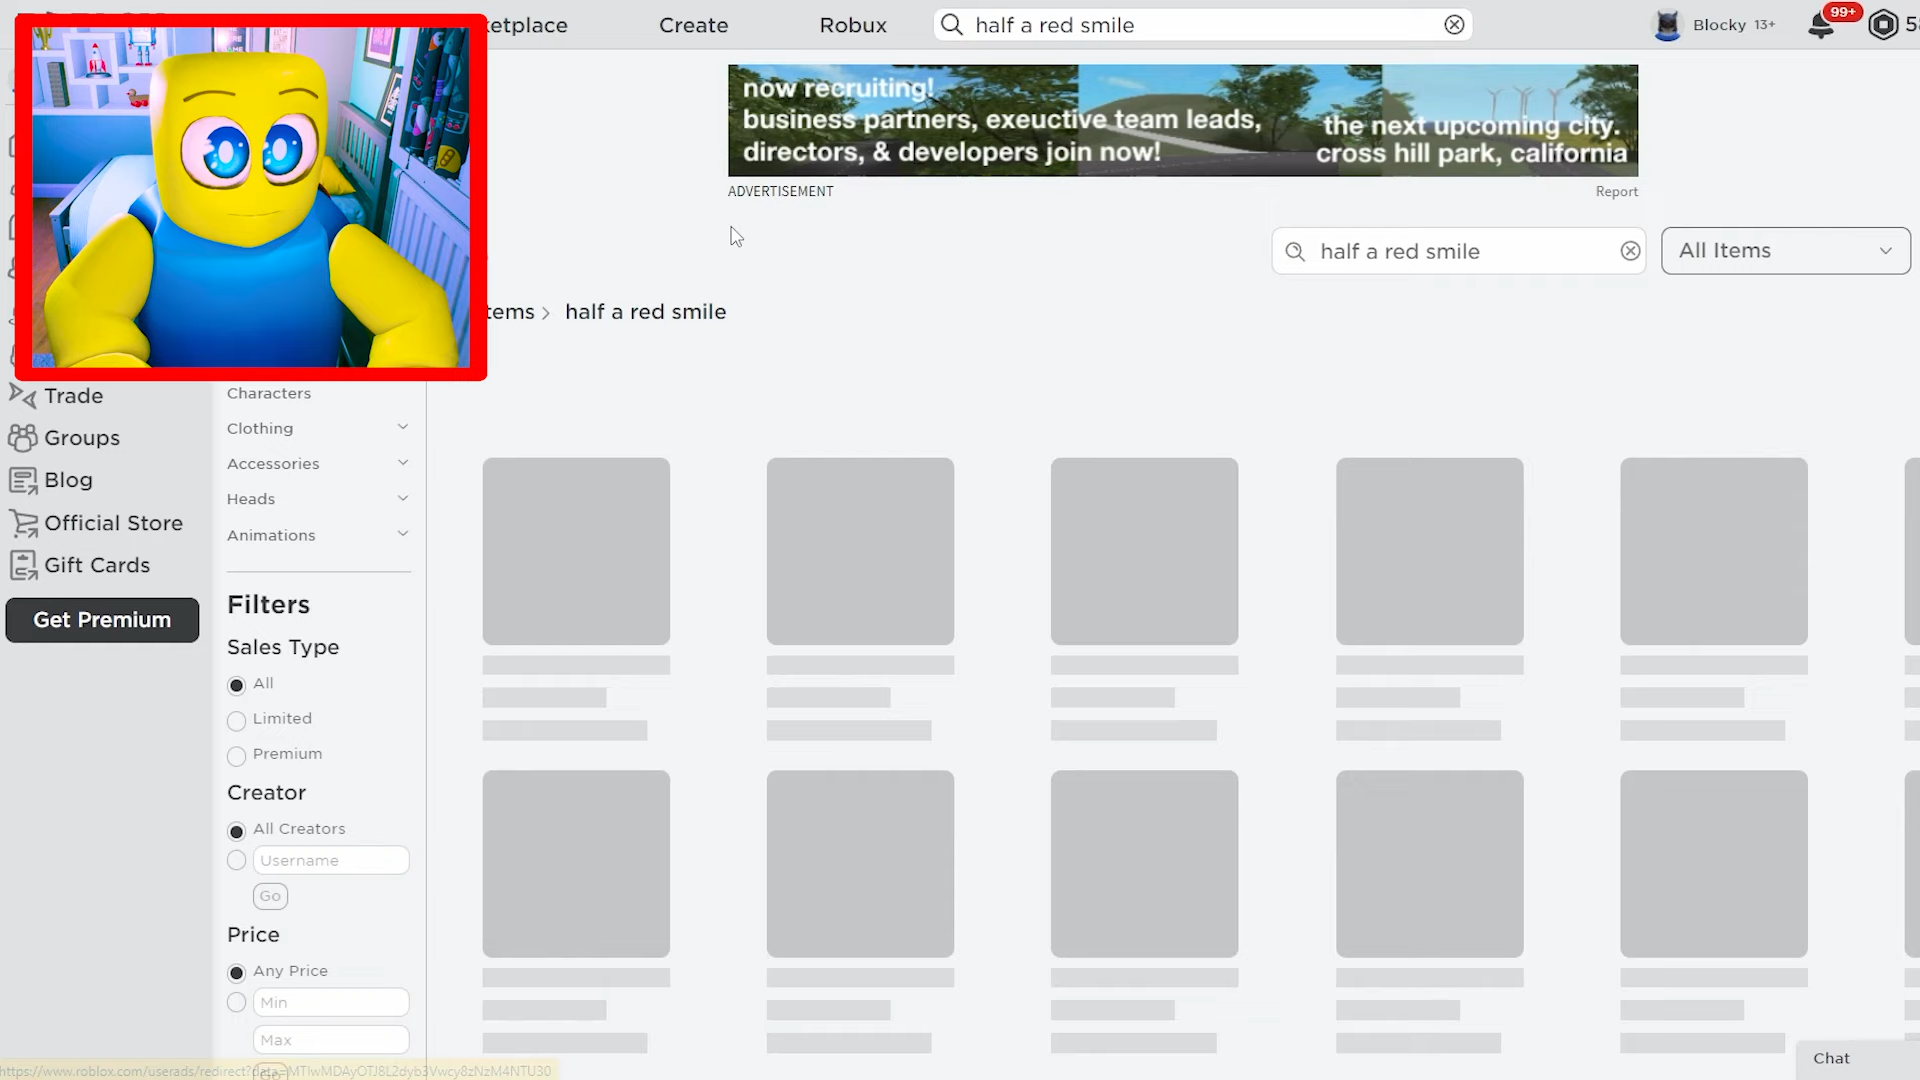 ketplace
Create
Robux
half a red smile
Blocky 13+
99+
now recruiting!
business partners, exeuctive team leads,
directors, & developers join now!
the next upcoming city.
cross hill park, california
ADVERTISEMENT
Report
half a red smile
All Items
tems > half a red smile
Trade
Groups
Blog
Official Store
Gift Cards
Get Premium
Characters
Clothing
Accessories
Heads
Animations
Filters
Sales Type
All
Limited
Premium
Creator
All Creators
Username
Go
Price
Any Price
Min
Max
Go
Chat